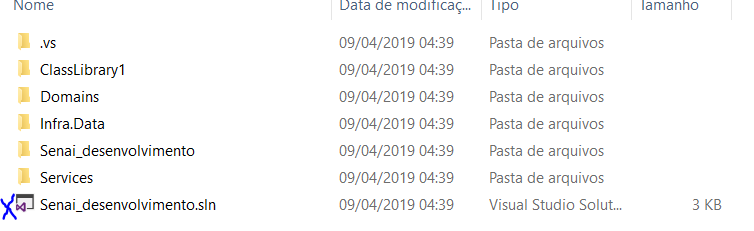 Nome Data de modificaç... Tipo Tamanho
.vs 09/04/2019 04:39 Pasta de arquivos
ClassLibrary1 09/04/2019 04:39 Pasta de arquivos
Domains 09/04/2019 04:39 Pasta de arquivos
Infra.Data 09/04/2019 04:39 Pasta de arquivos
Senai_desenvolvimento 09/04/2019 04:39 Pasta de arquivos
Services 09/04/2019 04:39 Pasta de arquivos
Senai_desenvolvimento.sln 09/04/2019 04:39 Visual Studio Solut... 3 KB